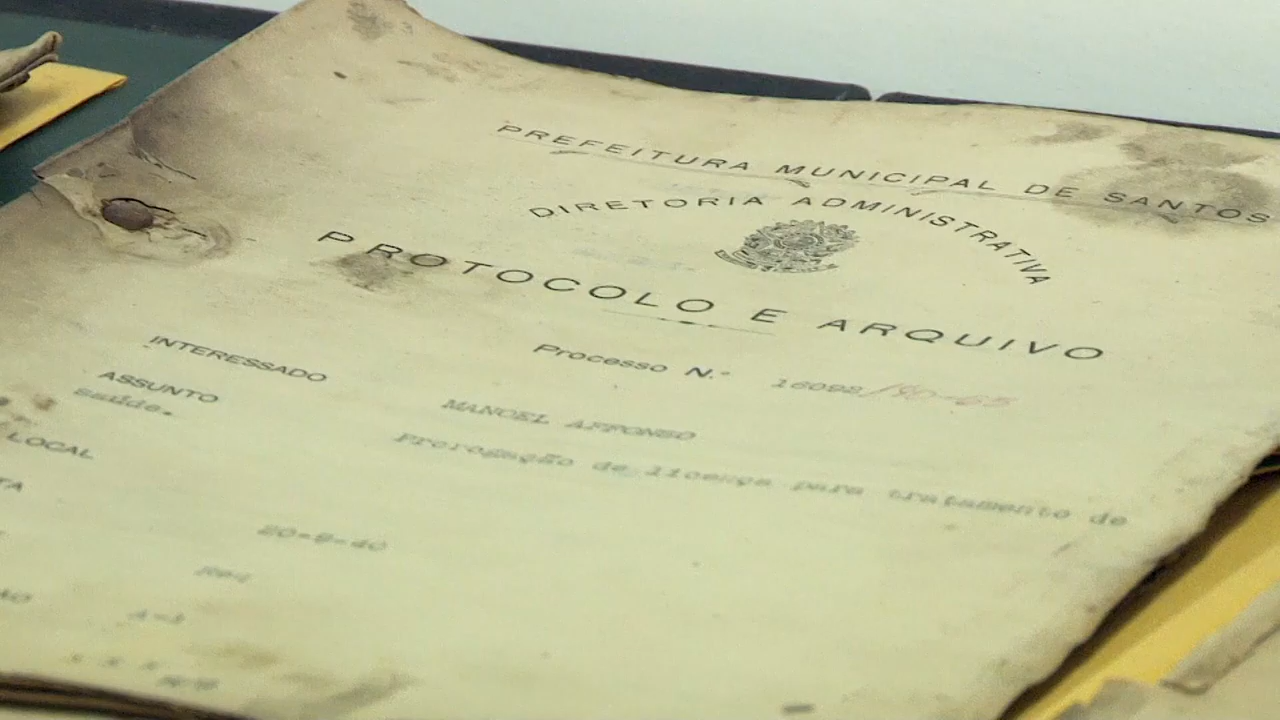 PREFEITURA MUNICIPAL DE SANTOS
DIRETORIA ADMINISTRATIVA
PROTOCOLO E ARQUIVO
Processo N.º 16092
INTERESSADO MANOEL AFFONSO
ASSUNTO Prorogação de licença para tratamento de
saúde.
LOCAL
TA 20-9-40